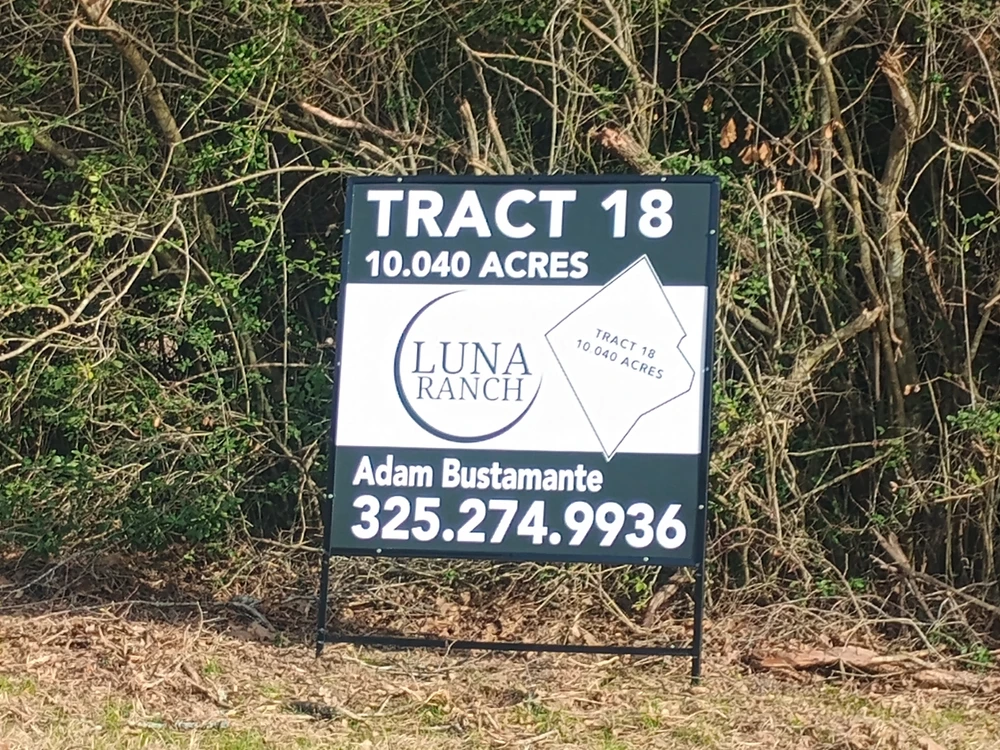 TRACT 18
10.040 ACRES
LUNA
RANCH
TRACT 18
10.040 ACRES
Adam Bustamante
325.274.9936